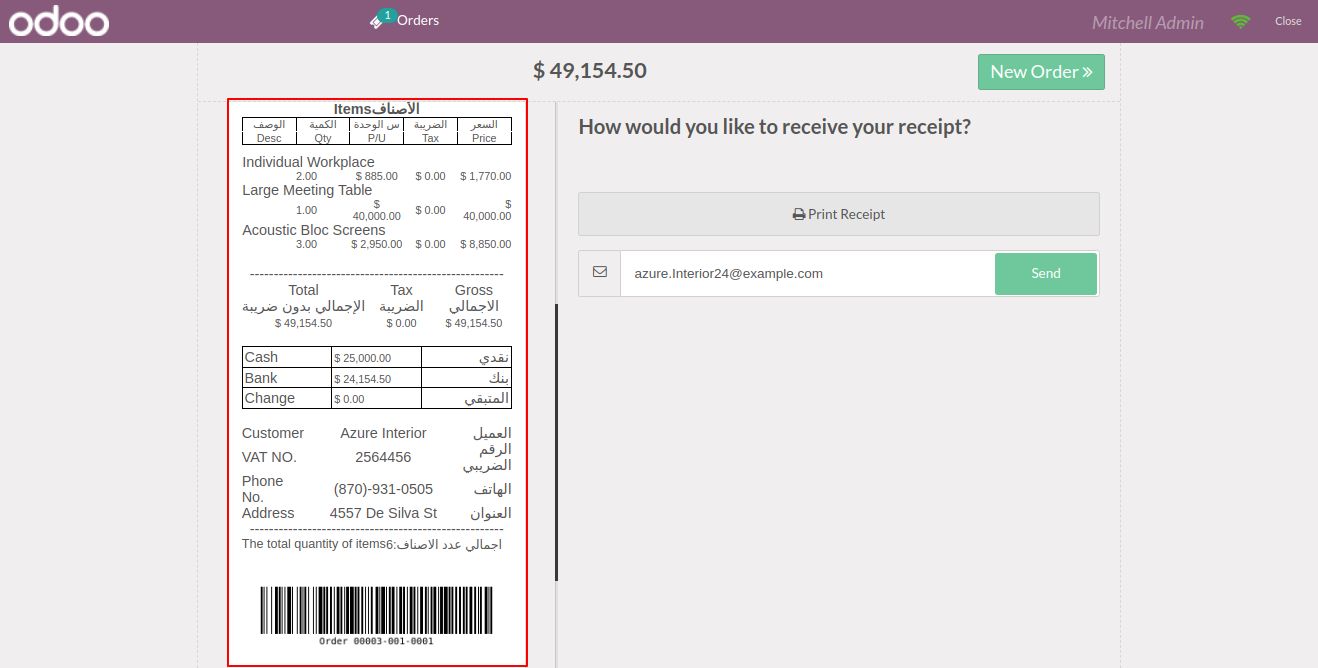 odoo
1
Orders
Mitchell Admin
Close
$ 49,154.50
New Order »
Itemsالأصناف
الوصف الكمية س الوحدة الضريبة السعر
Desc Qty P/U Tax Price
Individual Workplace
2.00 $ 885.00 $ 0.00 $ 1,770.00
Large Meeting Table
1.00 $ 40,000.00 $ 0.00 $ 40,000.00
Acoustic Bloc Screens
3.00 $ 2,950.00 $ 0.00 $ 8,850.00
-----------------------------------------------------
Total Tax Gross
الإجمالي بدون ضريبة الضريبة الاجمالي
$ 49,154.50 $ 0.00 $ 49,154.50
Cash $ 25,000.00 نقدي
Bank $ 24,154.50 بنك
Change $ 0.00 المتبقي
Customer Azure Interior العميل
VAT NO. 2564456 الرقم الضريبي
Phone No. (870)-931-0505 الهاتف
Address 4557 De Silva St العنوان
-----------------------------------------------------
The total quantity of items6:اجمالي عدد الاصناف
Order 00003-001-0001
How would you like to receive your receipt?
Print Receipt
azure.Interior24@example.com
Send